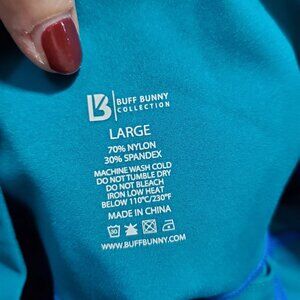 BUFF BUNNY
COLLECTION
LARGE
70% NYLON
30% SPANDEX
MACHINE WASH COLD
DO NOT TUMBLE DRY
DO NOT BLEACH
IRON LOW HEAT
BELOW 110°C/230°F
MADE IN CHINA
30
WWW.BUFFBUNNY.COM